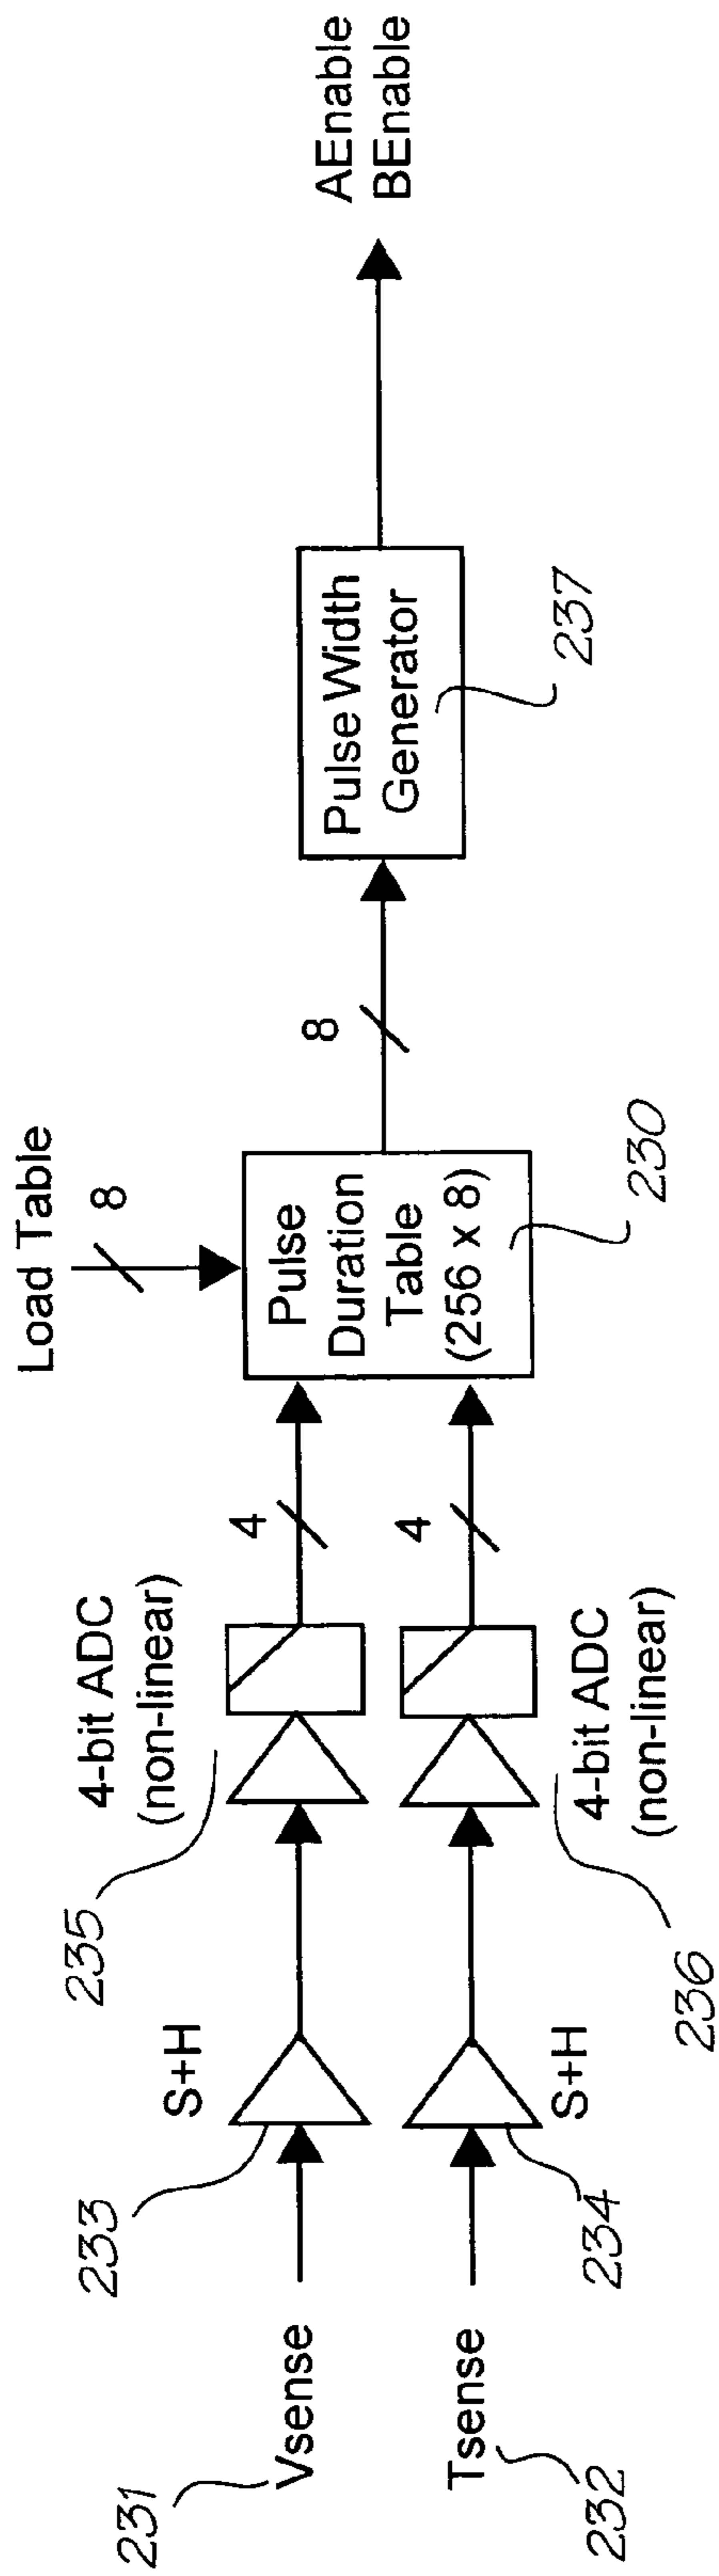 Load Table
8
4-bit ADC
(non-linear)
235
S+H
233
231
Vsense
4
Pulse
Duration
Table
(256 x 8)
230
8
Pulse Width
Generator
237
AEnable
BEnable
232
Tsense
234
S+H
236
4-bit ADC
(non-linear)
4